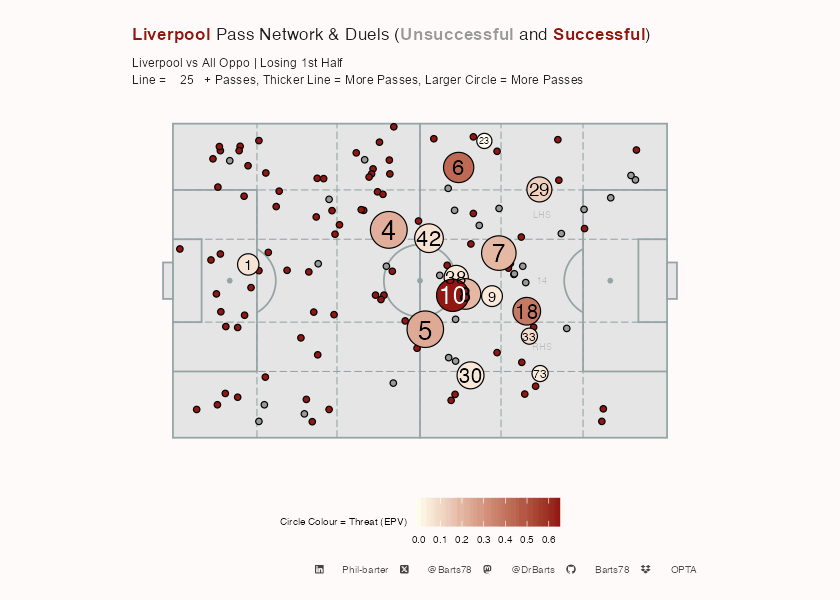 Liverpool Pass Network & Duels (Unsuccessful and Successful)
Liverpool vs All Oppo | Losing 1st Half
Line = 25 + Passes, Thicker Line = More Passes, Larger Circle = More Passes
23
6
29
LHS
4
42
7
1
38
14
10
9
18
5
33
RHS
30
73
Circle Colour = Threat (EPV)
0.0 0.1 0.2 0.3 0.4 0.5 0.6
Phil-barter @Barts78 @DrBarts Barts78 OPTA